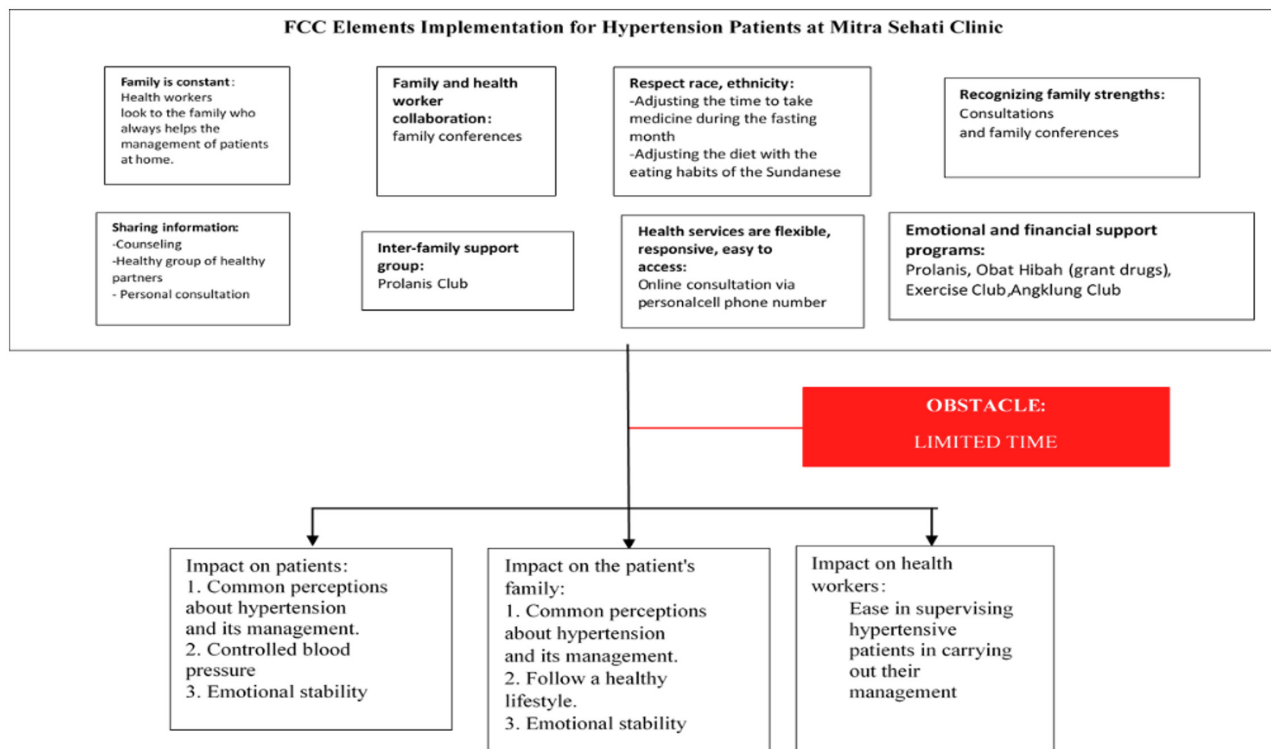 FCC Elements Implementation for Hypertension Patients at Mitra Sehati Clinic
Family is constant:
Health workers
look to the family who
always helps the
management of patients
at home.
Family and health
worker
collaboration:
family conferences
Respect race, ethnicity:
-Adjusting the time to take
medicine during the fasting
month
-Adjusting the diet with the
eating habits of the Sundanese
Recognizing family strengths:
Consultations
and family conferences
Sharing information:
-Counseling
-Healthy group of healthy
partners
- Personal consultation
Inter-family support
group:
Prolanis Club
Health services are flexible,
responsive, easy to
access:
Online consultation via
personalcell phone number
Emotional and financial support
programs:
Prolanis, Obat Hibah (grant drugs),
Exercise Club,Angklung Club
OBSTACLE:
LIMITED TIME
Impact on patients:
1. Common perceptions
about hypertension
and its management.
2. Controlled blood
pressure
3. Emotional stability
Impact on the patient's
family:
1. Common perceptions
about hypertension
and its management.
2. Follow a healthy
lifestyle.
3. Emotional stability
Impact on health
workers:
Ease in supervising
hypertensive
patients in carrying
out their
management